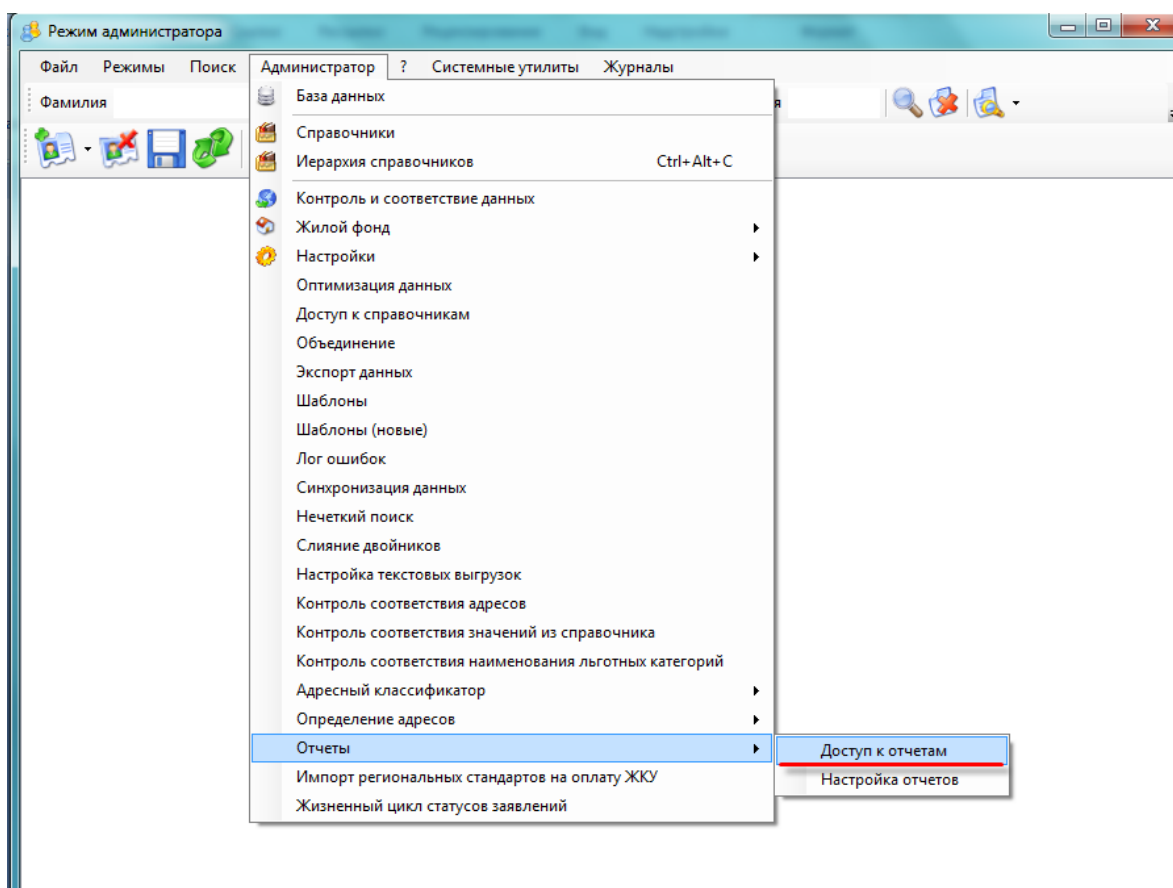 Режим администратора
Файл Режимы Поиск Администратор ? Системные утилиты Журналы
Фамилия я
База данных
Справочники
Иерархия справочников Ctrl+Alt+C
Контроль и соответствие данных
Жилой фонд
Настройки
Оптимизация данных
Доступ к справочникам
Объединение
Экспорт данных
Шаблоны
Шаблоны (новые)
Лог ошибок
Синхронизация данных
Нечеткий поиск
Слияние двойников
Настройка текстовых выгрузок
Контроль соответствия адресов
Контроль соответствия значений из справочника
Контроль соответствия наименования льготных категорий
Адресный классификатор
Определение адресов
Отчеты Доступ к отчетам
Импорт региональных стандартов на оплату ЖКУ Настройка отчетов
Жизненный цикл статусов заявлений